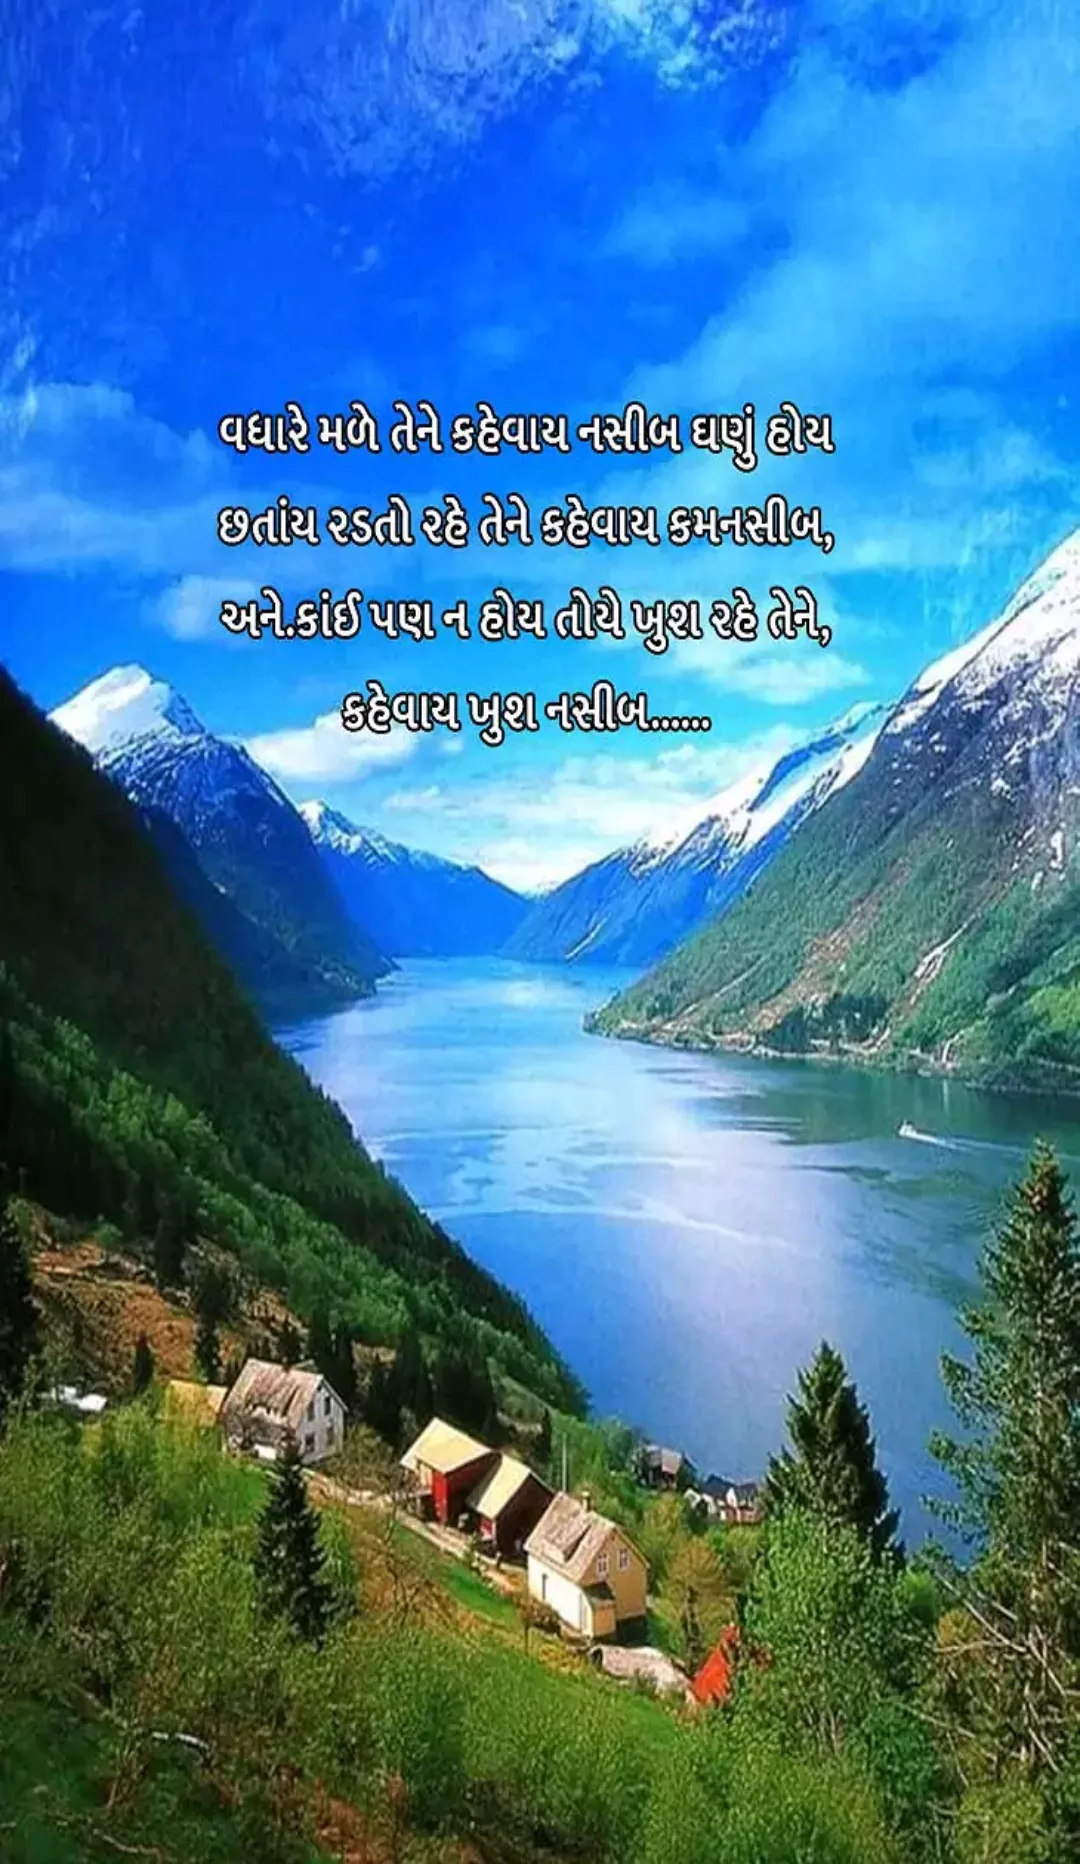 વધારે મળે તેને કહેવાય નસીબ ઘણું હોય
છતાંય રડતો રહે તેને કહેવાય કમનસીબ,
અને.કાંઈ પણ ન હોય તોયે ખુશ રહે તેને,
કહેવાય ખુશ નસીબ......